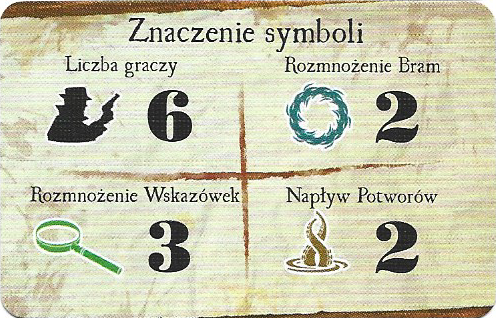 Znaczenie symboli
Liczba graczy
6
Rozmnożenie Bram
2
Rozmnożenie Wskazówek
3
Napływ Potworów
2